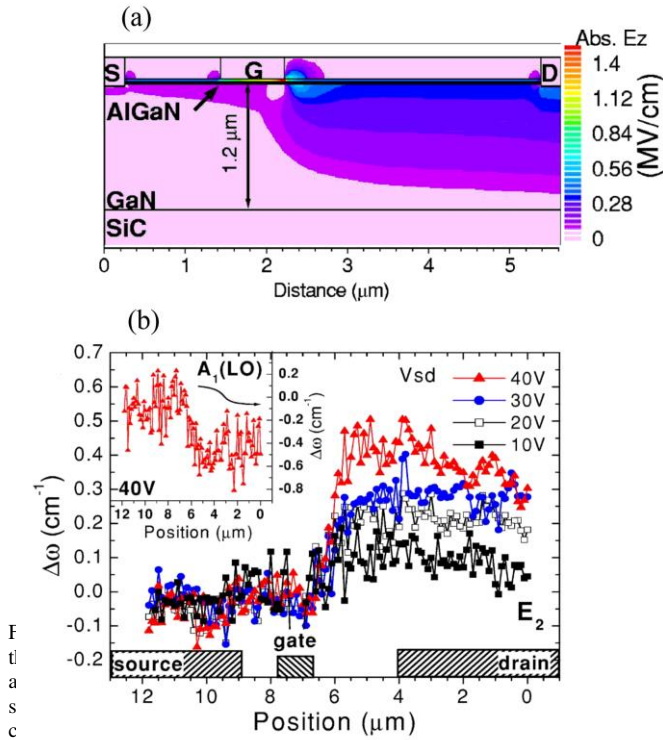 (a)
Abs. Ez
S G D
1.4
AlGaN
1.12
1.2 μm
0.84
(MV/cm)
0.56
GaN
0.28
SiC
0
0 1 2 3 4 5
Distance (μm)
(b)
0.7
0.6
0.5
0.4
0.3
0.2
0.1
0.0
-0.1
-0.2
Δω (cm⁻¹)
A₁(LO)
0.2
0.0
-0.2
-0.4
-0.6
-0.8
Δω (cm⁻¹)
40V
12 10 8 6 4 2 0
Position (μm)
Vsd
40V
30V
20V
10V
E₂
gate
source
drain
12 10 8 6 4 2 0
Position (μm)
F
th
a
s
c